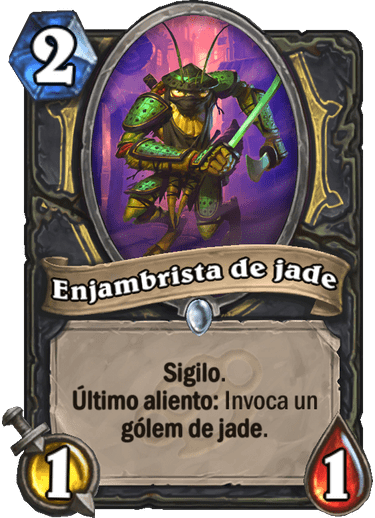 2
Enjambrista de jade
Sigilo.
Último aliento: Invoca un
gólem de jade.
1
1